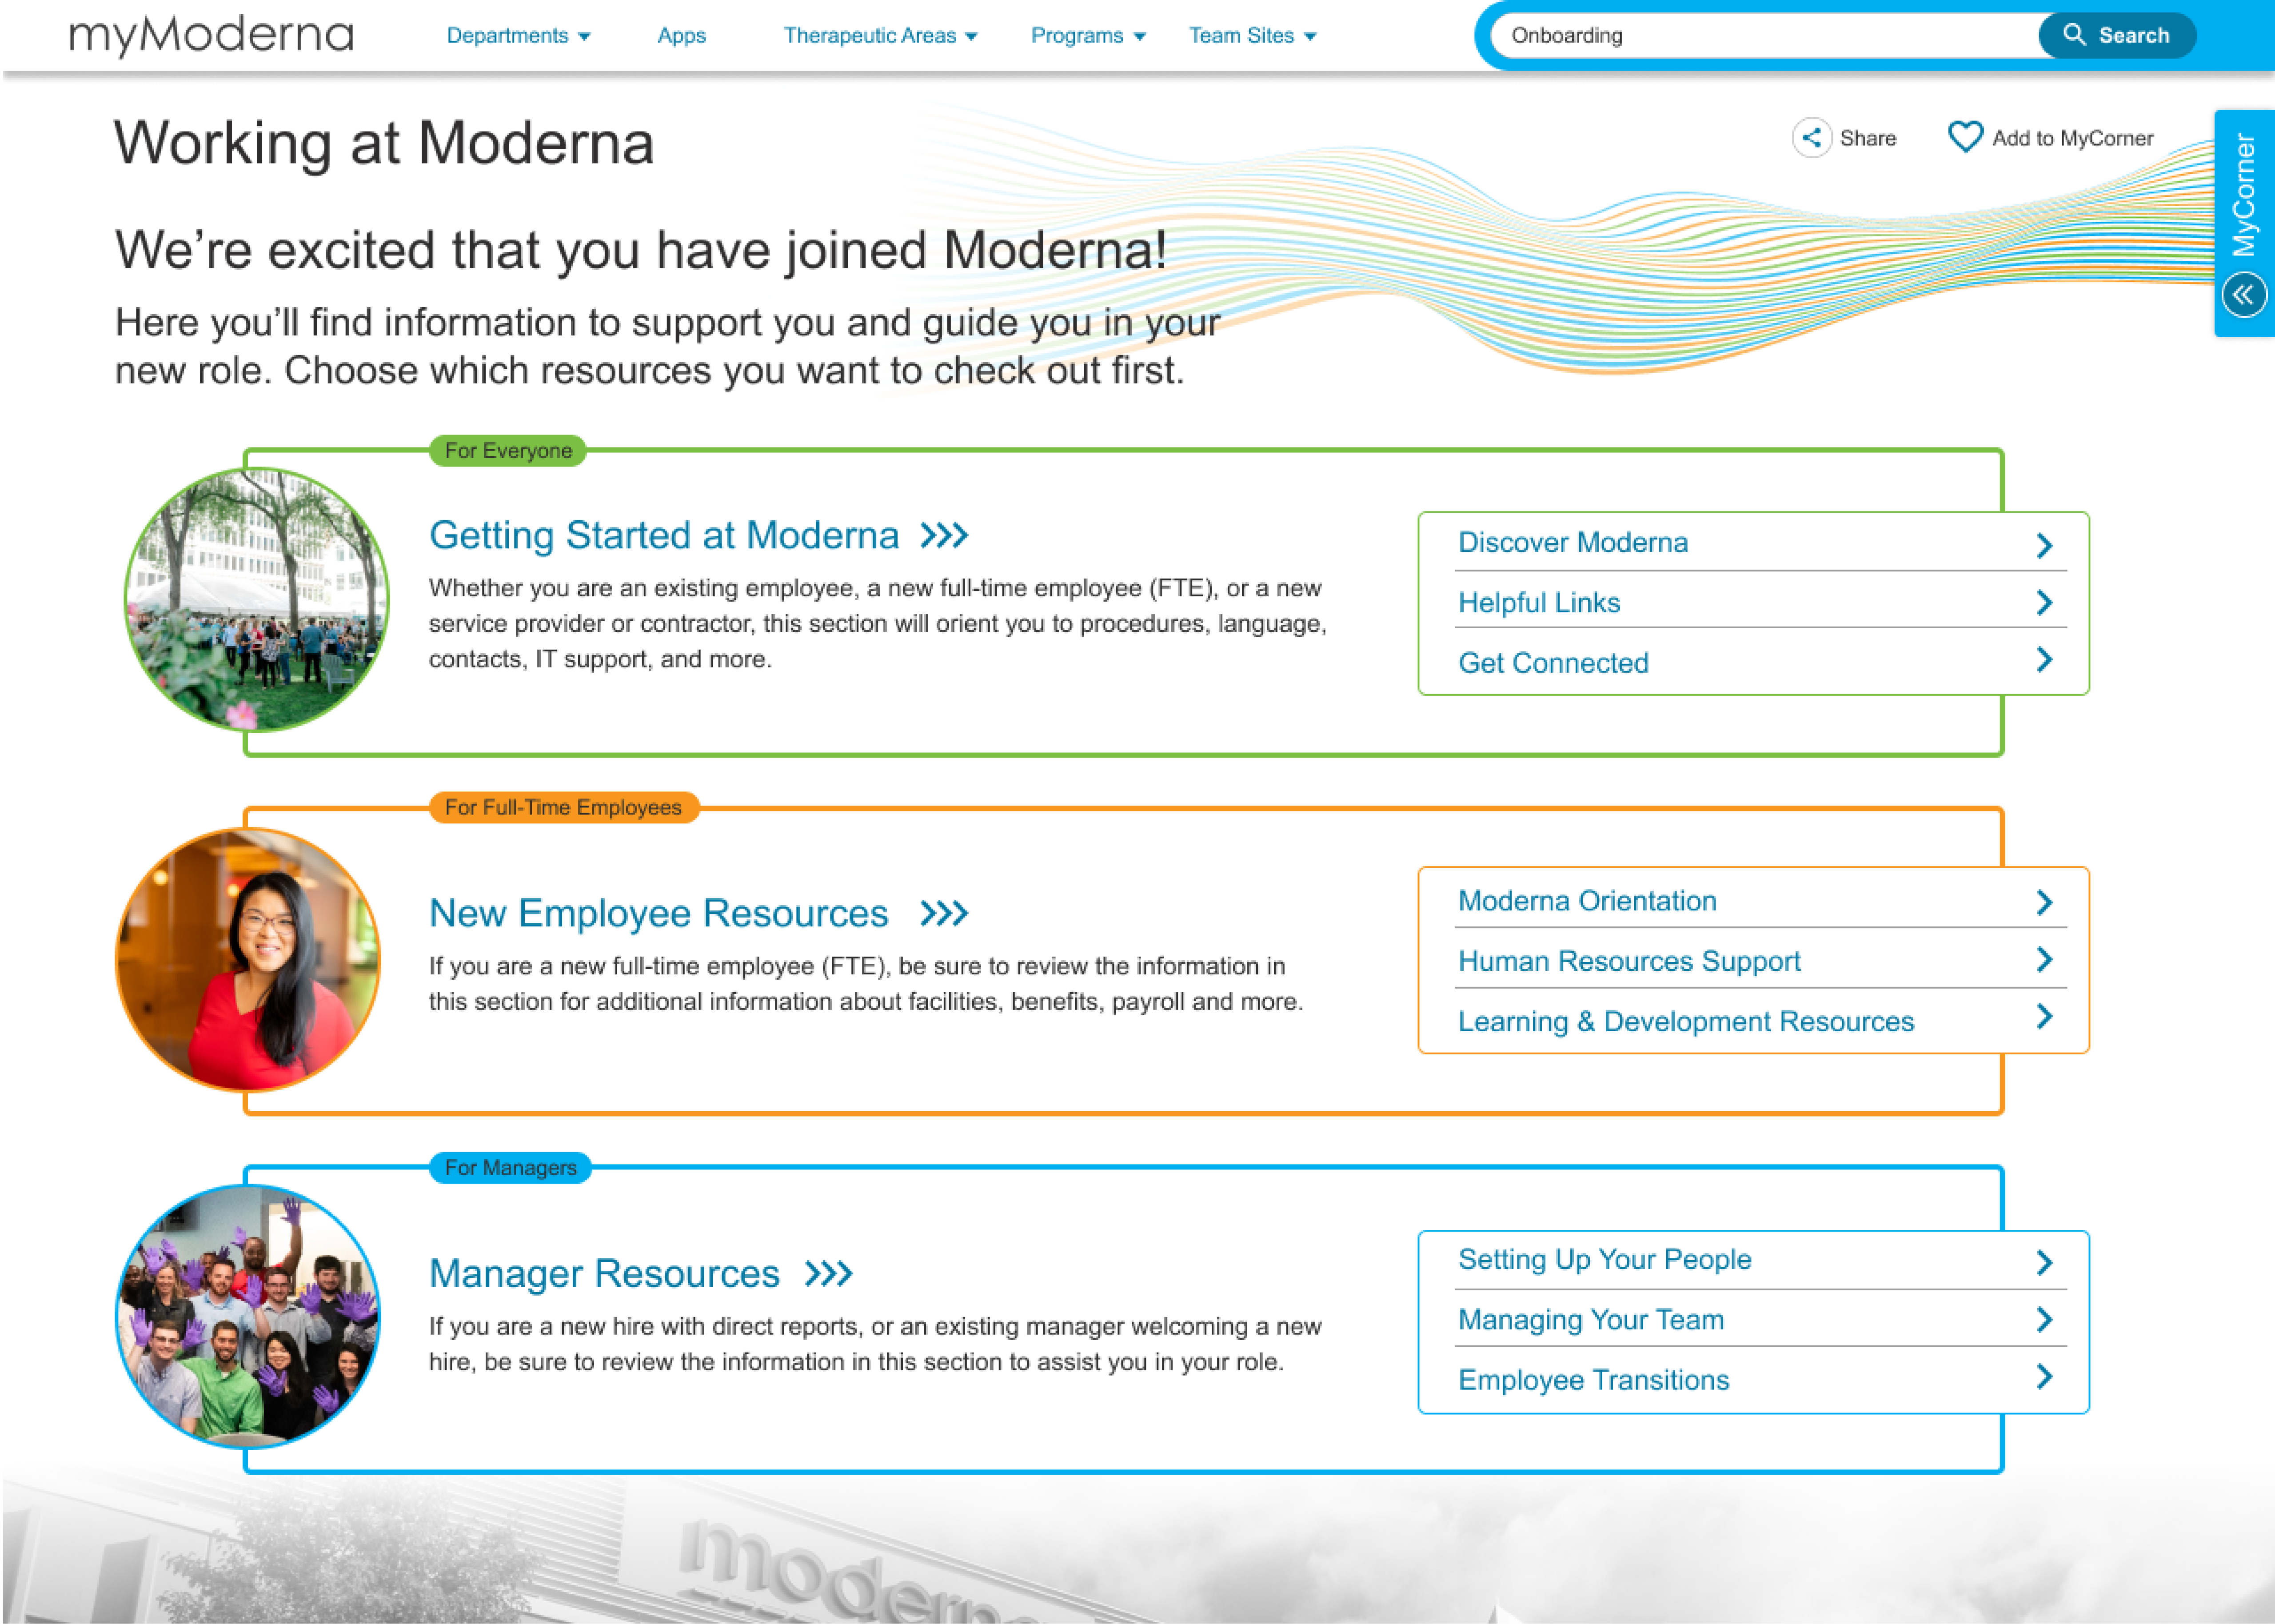 myModerna
Departments
Apps
Therapeutic Areas
Programs
Team Sites
Onboarding
Search
Working at Moderna
Share
Add to MyCorner
MyCorner
We’re excited that you have joined Moderna!
Here you’ll find information to support you and guide you in your
new role. Choose which resources you want to check out first.
For Everyone
Getting Started at Moderna
Whether you are an existing employee, a new full-time employee (FTE), or a new
service provider or contractor, this section will orient you to procedures, language,
contacts, IT support, and more.
Discover Moderna
Helpful Links
Get Connected
For Full-Time Employees
New Employee Resources
If you are a new full-time employee (FTE), be sure to review the information in
this section for additional information about facilities, benefits, payroll and more.
Moderna Orientation
Human Resources Support
Learning & Development Resources
For Managers
Manager Resources
If you are a new hire with direct reports, or an existing manager welcoming a new
hire, be sure to review the information in this section to assist you in your role.
Setting Up Your People
Managing Your Team
Employee Transitions
moderna